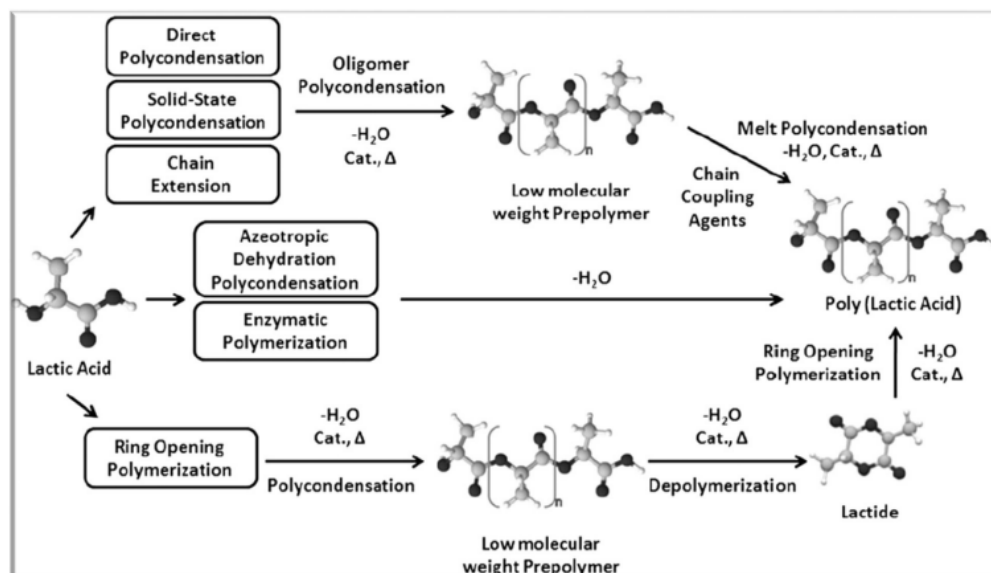 Direct
Polycondensation
Solid-State
Polycondensation
Chain
Extension
Oligomer
Polycondensation
-H₂O
Cat., Δ
n
Low molecular
weight Prepolymer
Melt Polycondensation
-H₂O, Cat., Δ
Chain
Coupling
Agents
Lactic Acid
Azeotropic
Dehydration
Polycondensation
Enzymatic
Polymerization
-H₂O
n
Poly (Lactic Acid)
Ring Opening
Polymerization
-H₂O
Cat., Δ
Ring Opening
Polymerization
-H₂O
Cat., Δ
Polycondensation
n
Low molecular
weight Prepolymer
-H₂O
Cat., Δ
Depolymerization
Lactide